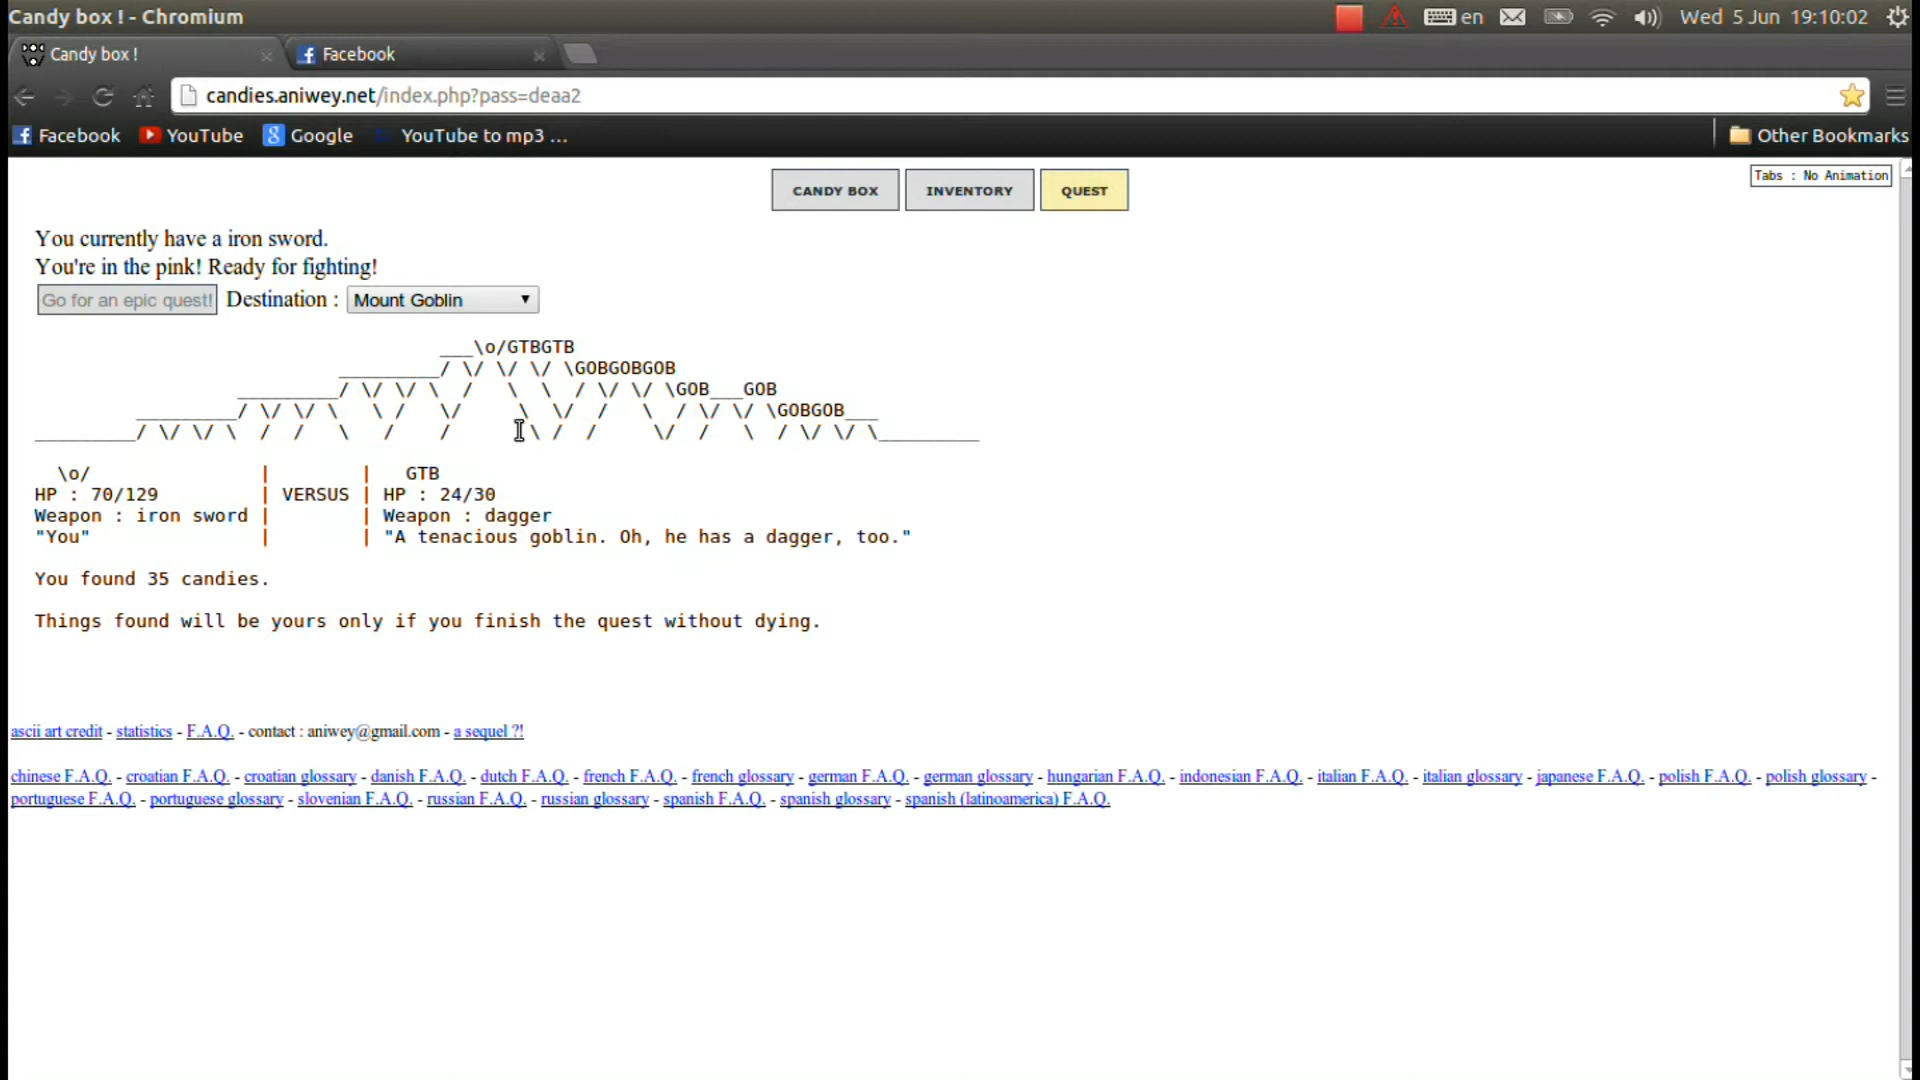 Candy box ! - Chromium en Wed 5 Jun 19:10:02
Candy box ! Facebook
candies.aniwey.net/index.php?pass=deaa2
Facebook YouTube Google YouTube to mp3 ... Other Bookmarks
CANDY BOX INVENTORY QUEST Tabs : No Animation
You currently have a iron sword.
You're in the pink! Ready for fighting!
Go for an epic quest! Destination : Mount Goblin ▼
___\o/GTBGTB
_________/ \/ \/ \/ \GOBGOBGOB
_________/ \/ \/ \  /   \  \  / \/ \/ \GOB___GOB
_________/ \/ \/ \   \ /   \/     \  \/  /   \  / \/ \/ \GOBGOB___
_________/ \/ \/ \  /  /   \   /    /       \ /  /     \/  /   \  / \/ \/ \_________
\o/ | | GTB
HP : 70/129 | VERSUS | HP : 24/30
Weapon : iron sword | | Weapon : dagger
"You" | | "A tenacious goblin. Oh, he has a dagger, too."
You found 35 candies.
Things found will be yours only if you finish the quest without dying.
ascii art credit - statistics - F.A.Q. - contact : aniwey@gmail.com - a sequel ?!
chinese F.A.Q. - croatian F.A.Q. - croatian glossary - danish F.A.Q. - dutch F.A.Q. - french F.A.Q. - french glossary - german F.A.Q. - german glossary - hungarian F.A.Q. - indonesian F.A.Q. - italian F.A.Q. - italian glossary - japanese F.A.Q. - polish F.A.Q. - polish glossary -
portuguese F.A.Q. - portuguese glossary - slovenian F.A.Q. - russian F.A.Q. - russian glossary - spanish F.A.Q. - spanish glossary - spanish (latinoamerica) F.A.Q.